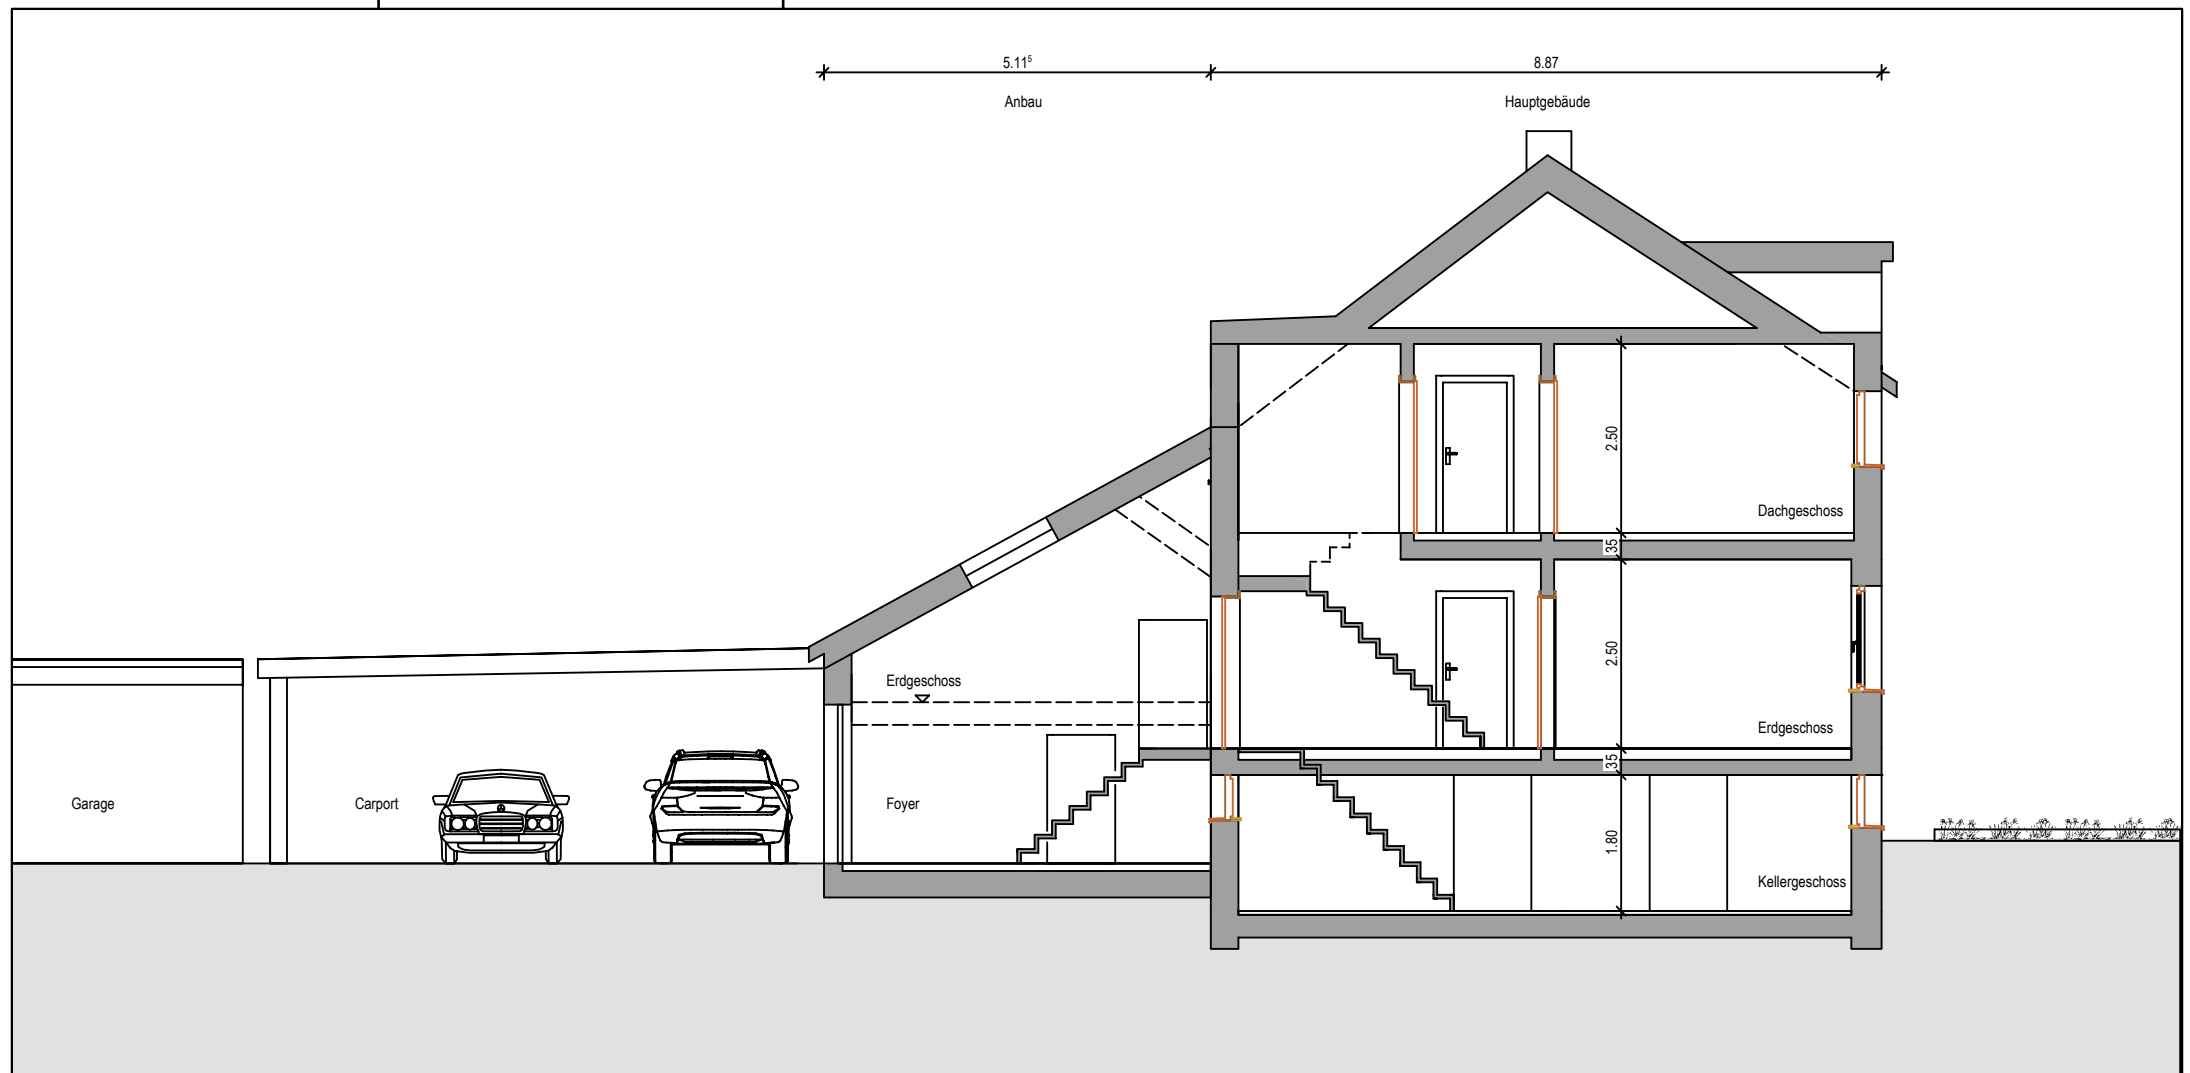 5.11⁵
8.87
Anbau
Hauptgebäude
2.50
Dachgeschoss
35
2.50
Erdgeschoss
Erdgeschoss
35
Garage
Carport
Foyer
1.80
Kellergeschoss